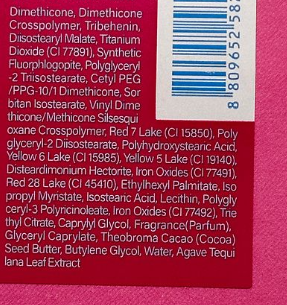 Dimethicone, Dimethicone
Crosspolymer, Tribehenin,
Diisostearyl Malate, Titanium
Dioxide (CI 77891), Synthetic
Fluorphlogopite, Polyglyceryl
-2 Triisostearate, Cetyl PEG
/PPG-10/1 Dimethicone, Sor
bitan Isostearate, Vinyl Dime
thicone/Methicone Silsesqui
oxane Crosspolymer, Red 7 Lake (CI 15850), Poly
glyceryl-2 Diisostearate, Polyhydroxystearic Acid,
Yellow 6 Lake (CI 15985), Yellow 5 Lake (CI 19140),
Disteardimonium Hectorite, Iron Oxides (CI 77491),
Red 28 Lake (CI 45410), Ethylhexyl Palmitate, Iso
propyl Myristate, Isostearic Acid, Lecithin, Polygly
ceryl-3 Polyricinoleate, Iron Oxides (CI 77492), Trie
thyl Citrate, Caprylyl Glycol, Fragrance(Parfum),
Glyceryl Caprylate, Theobroma Cacao (Cocoa)
Seed Butter, Butylene Glycol, Water, Agave Tequi
lana Leaf Extract
8 809652 58